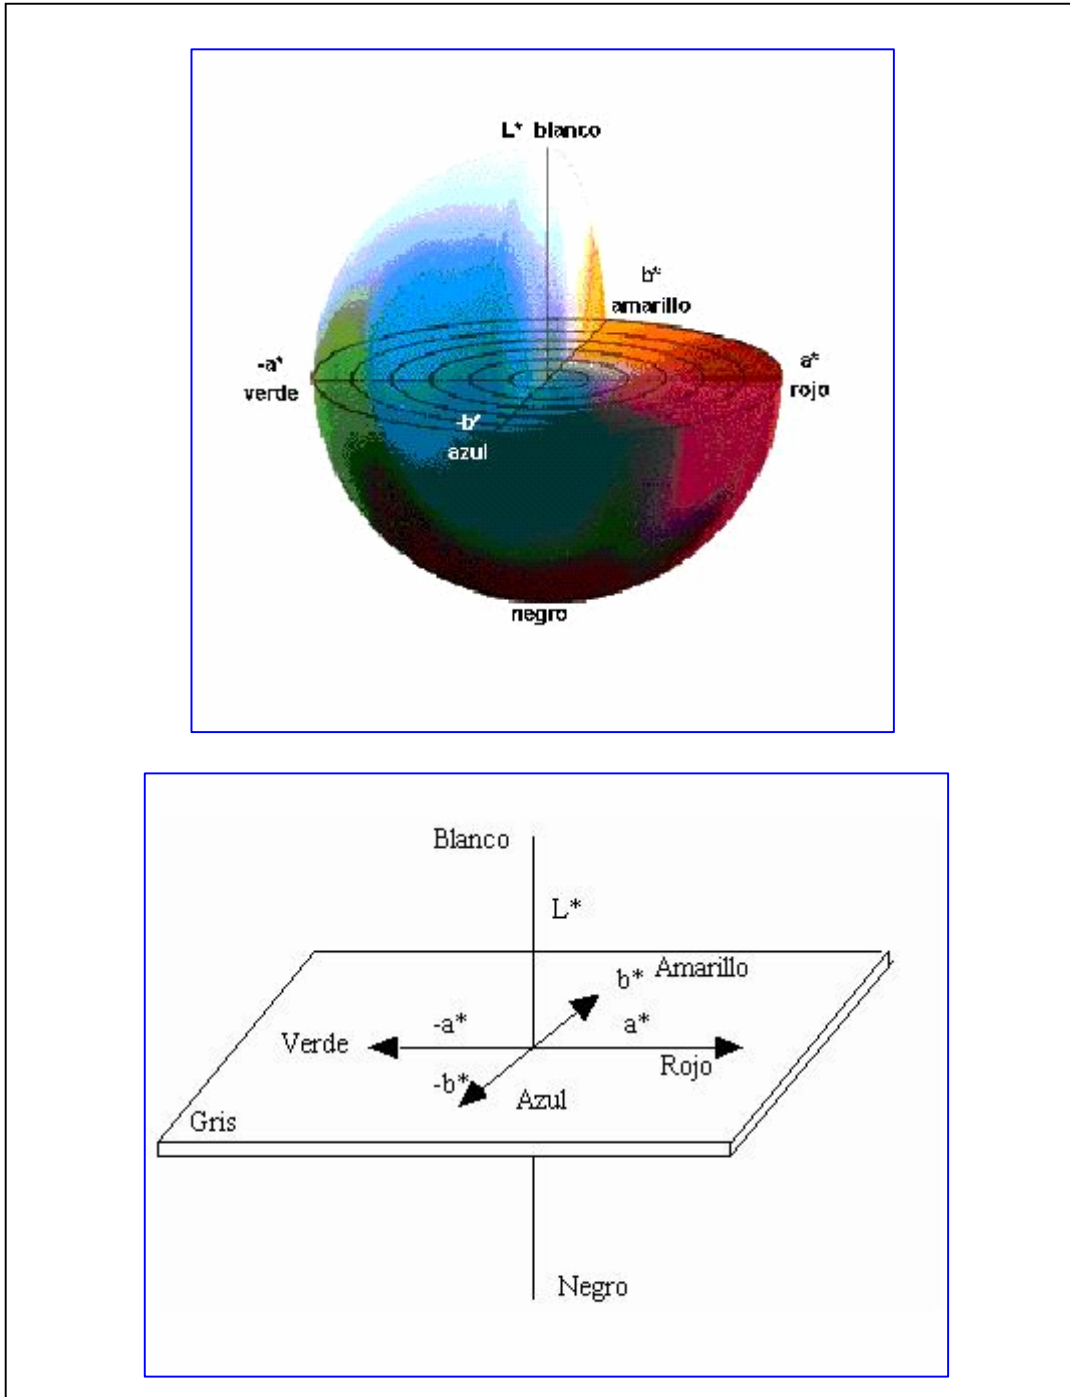 L* blanco
b*
amarillo
-a*
verde
a*
rojo
-b*
azul
negro
Blanco
L*
Amarillo
b*
-a*
a*
Verde
Rojo
-b*
Azul
Gris
Negro